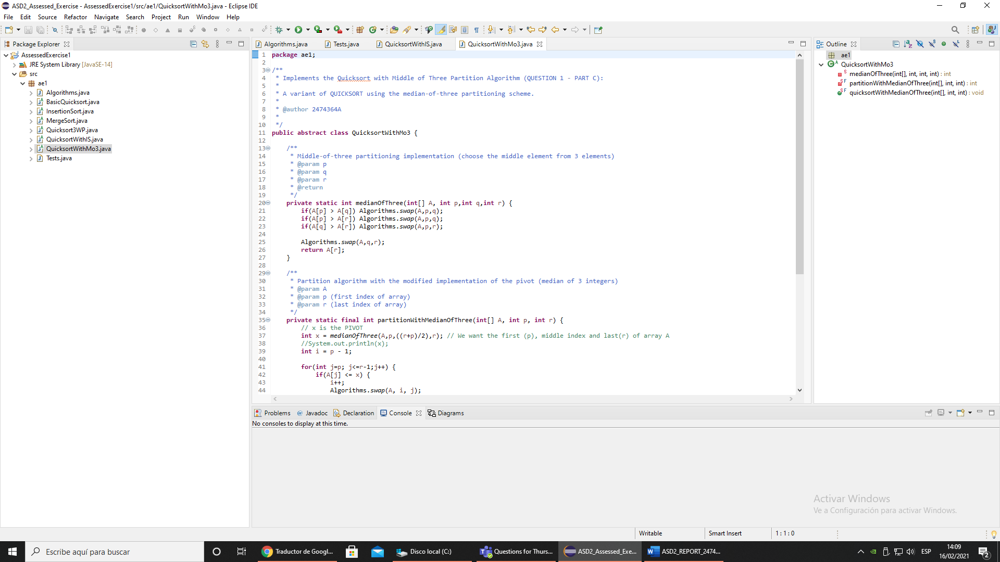 ASD2_Assessed_Exercise - AssessedExercise1/src/ae1/QuicksortWithMo3.java - Eclipse IDE
File Edit Source Refactor Navigate Search Project Run Window Help
Package Explorer
AssessedExercise1
JRE System Library [JavaSE-14]
src
ae1
Algorithms.java
BasicQuicksort.java
InsertionSort.java
MergeSort.java
Quicksort3WP.java
QuicksortWithIS.java
QuicksortWithMo3.java
Tests.java
Algorithms.java Tests.java QuicksortWithIS.java QuicksortWithMo3.java
1 package ae1;
2
3 /**
4 * Implements the Quicksort with Middle of Three Partition Algorithm (QUESTION 1 - PART C):
5 *
6 * A variant of QUICKSORT using the median-of-three partitioning scheme.
7 *
8 * @author 2474364A
9 *
10 */
11 public abstract class QuicksortWithMo3 {
12
13 /**
14 * Middle-of-three partitioning implementation (choose the middle element from 3 elements)
15 * @param p
16 * @param q
17 * @param r
18 * @return
19 */
20 private static int medianOfThree(int[] A, int p,int q,int r) {
21 if(A[p] > A[q]) Algorithms.swap(A,p,q);
22 if(A[p] > A[r]) Algorithms.swap(A,p,q);
23 if(A[q] > A[r]) Algorithms.swap(A,p,r);
24
25 Algorithms.swap(A,q,r);
26 return A[r];
27 }
28
29 /**
30 * Partition algorithm with the modified implementation of the pivot (median of 3 integers)
31 * @param A
32 * @param p (first index of array)
33 * @param r (last index of array)
34 */
35 private static final int partitionWithMedianOfThree(int[] A, int p, int r) {
36 // x is the PIVOT
37 int x = medianOfThree(A,p,((r+p)/2),r); // We want the first (p), middle index and last(r) of array A
38 //System.out.println(x);
39 int i = p - 1;
40
41 for(int j=p; j<=r-1;j++) {
42 if(A[j] <= x) {
43 i++;
44 Algorithms.swap(A, i, j);
Outline
ae1
QuicksortWithMo3
medianOfThree(int[], int, int, int) : int
partitionWithMedianOfThree(int[], int, int) : int
quicksortWithMedianOfThree(int[], int, int) : void
Problems @ Javadoc Declaration Console Diagrams
No consoles to display at this time.
Activar Windows
Ve a Configuración para activar Windows.
Writable Smart Insert 1 : 1 : 0
Escribe aquí para buscar
Traductor de Googl...
Disco local (C:)
Questions for Thurs...
ASD2_Assessed_Exe...
ASD2_REPORT_2474...
ESP
14:09
16/02/2021
2